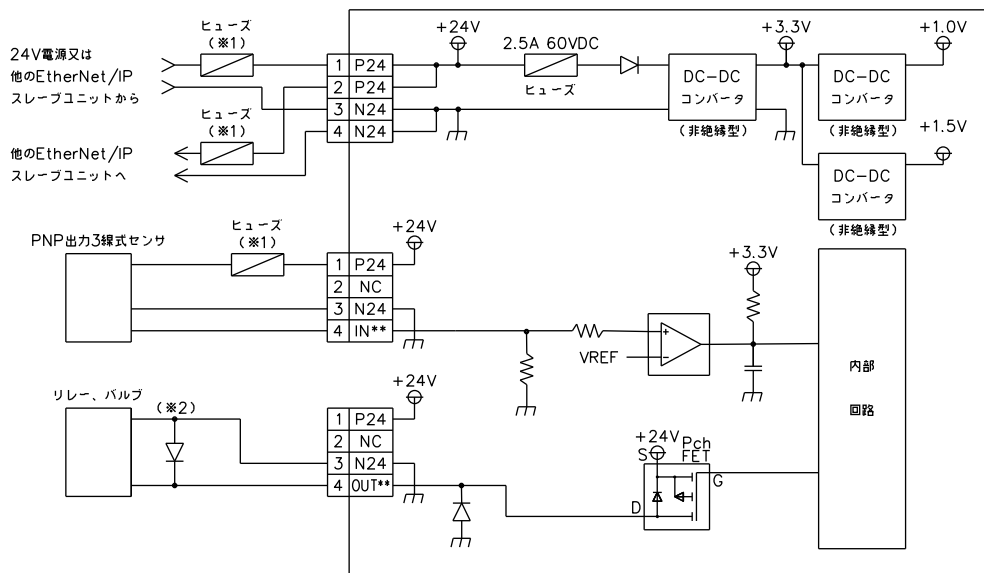 24V電源又は
他のEtherNet/IP
スレーブユニットから
ヒューズ
(※1)
1 P24
2 P24
3 N24
4 N24
+24V
2.5A 60VDC
ヒューズ
DC-DC
コンバータ
(非絶縁型)
+3.3V
DC-DC
コンバータ
(非絶縁型)
+1.0V
ヒューズ
(※1)
他のEtherNet/IP
スレーブユニットへ
DC-DC
コンバータ
(非絶縁型)
+1.5V
PNP出力3線式センサ
ヒューズ
(※1)
1 P24
2 NC
3 N24
4 IN**
+24V
VREF
+
−
+3.3V
内部
回路
リレー、バルブ
(※2)
1 P24
2 NC
3 N24
4 OUT**
+24V
+24V
S
Pch
FET
G
D